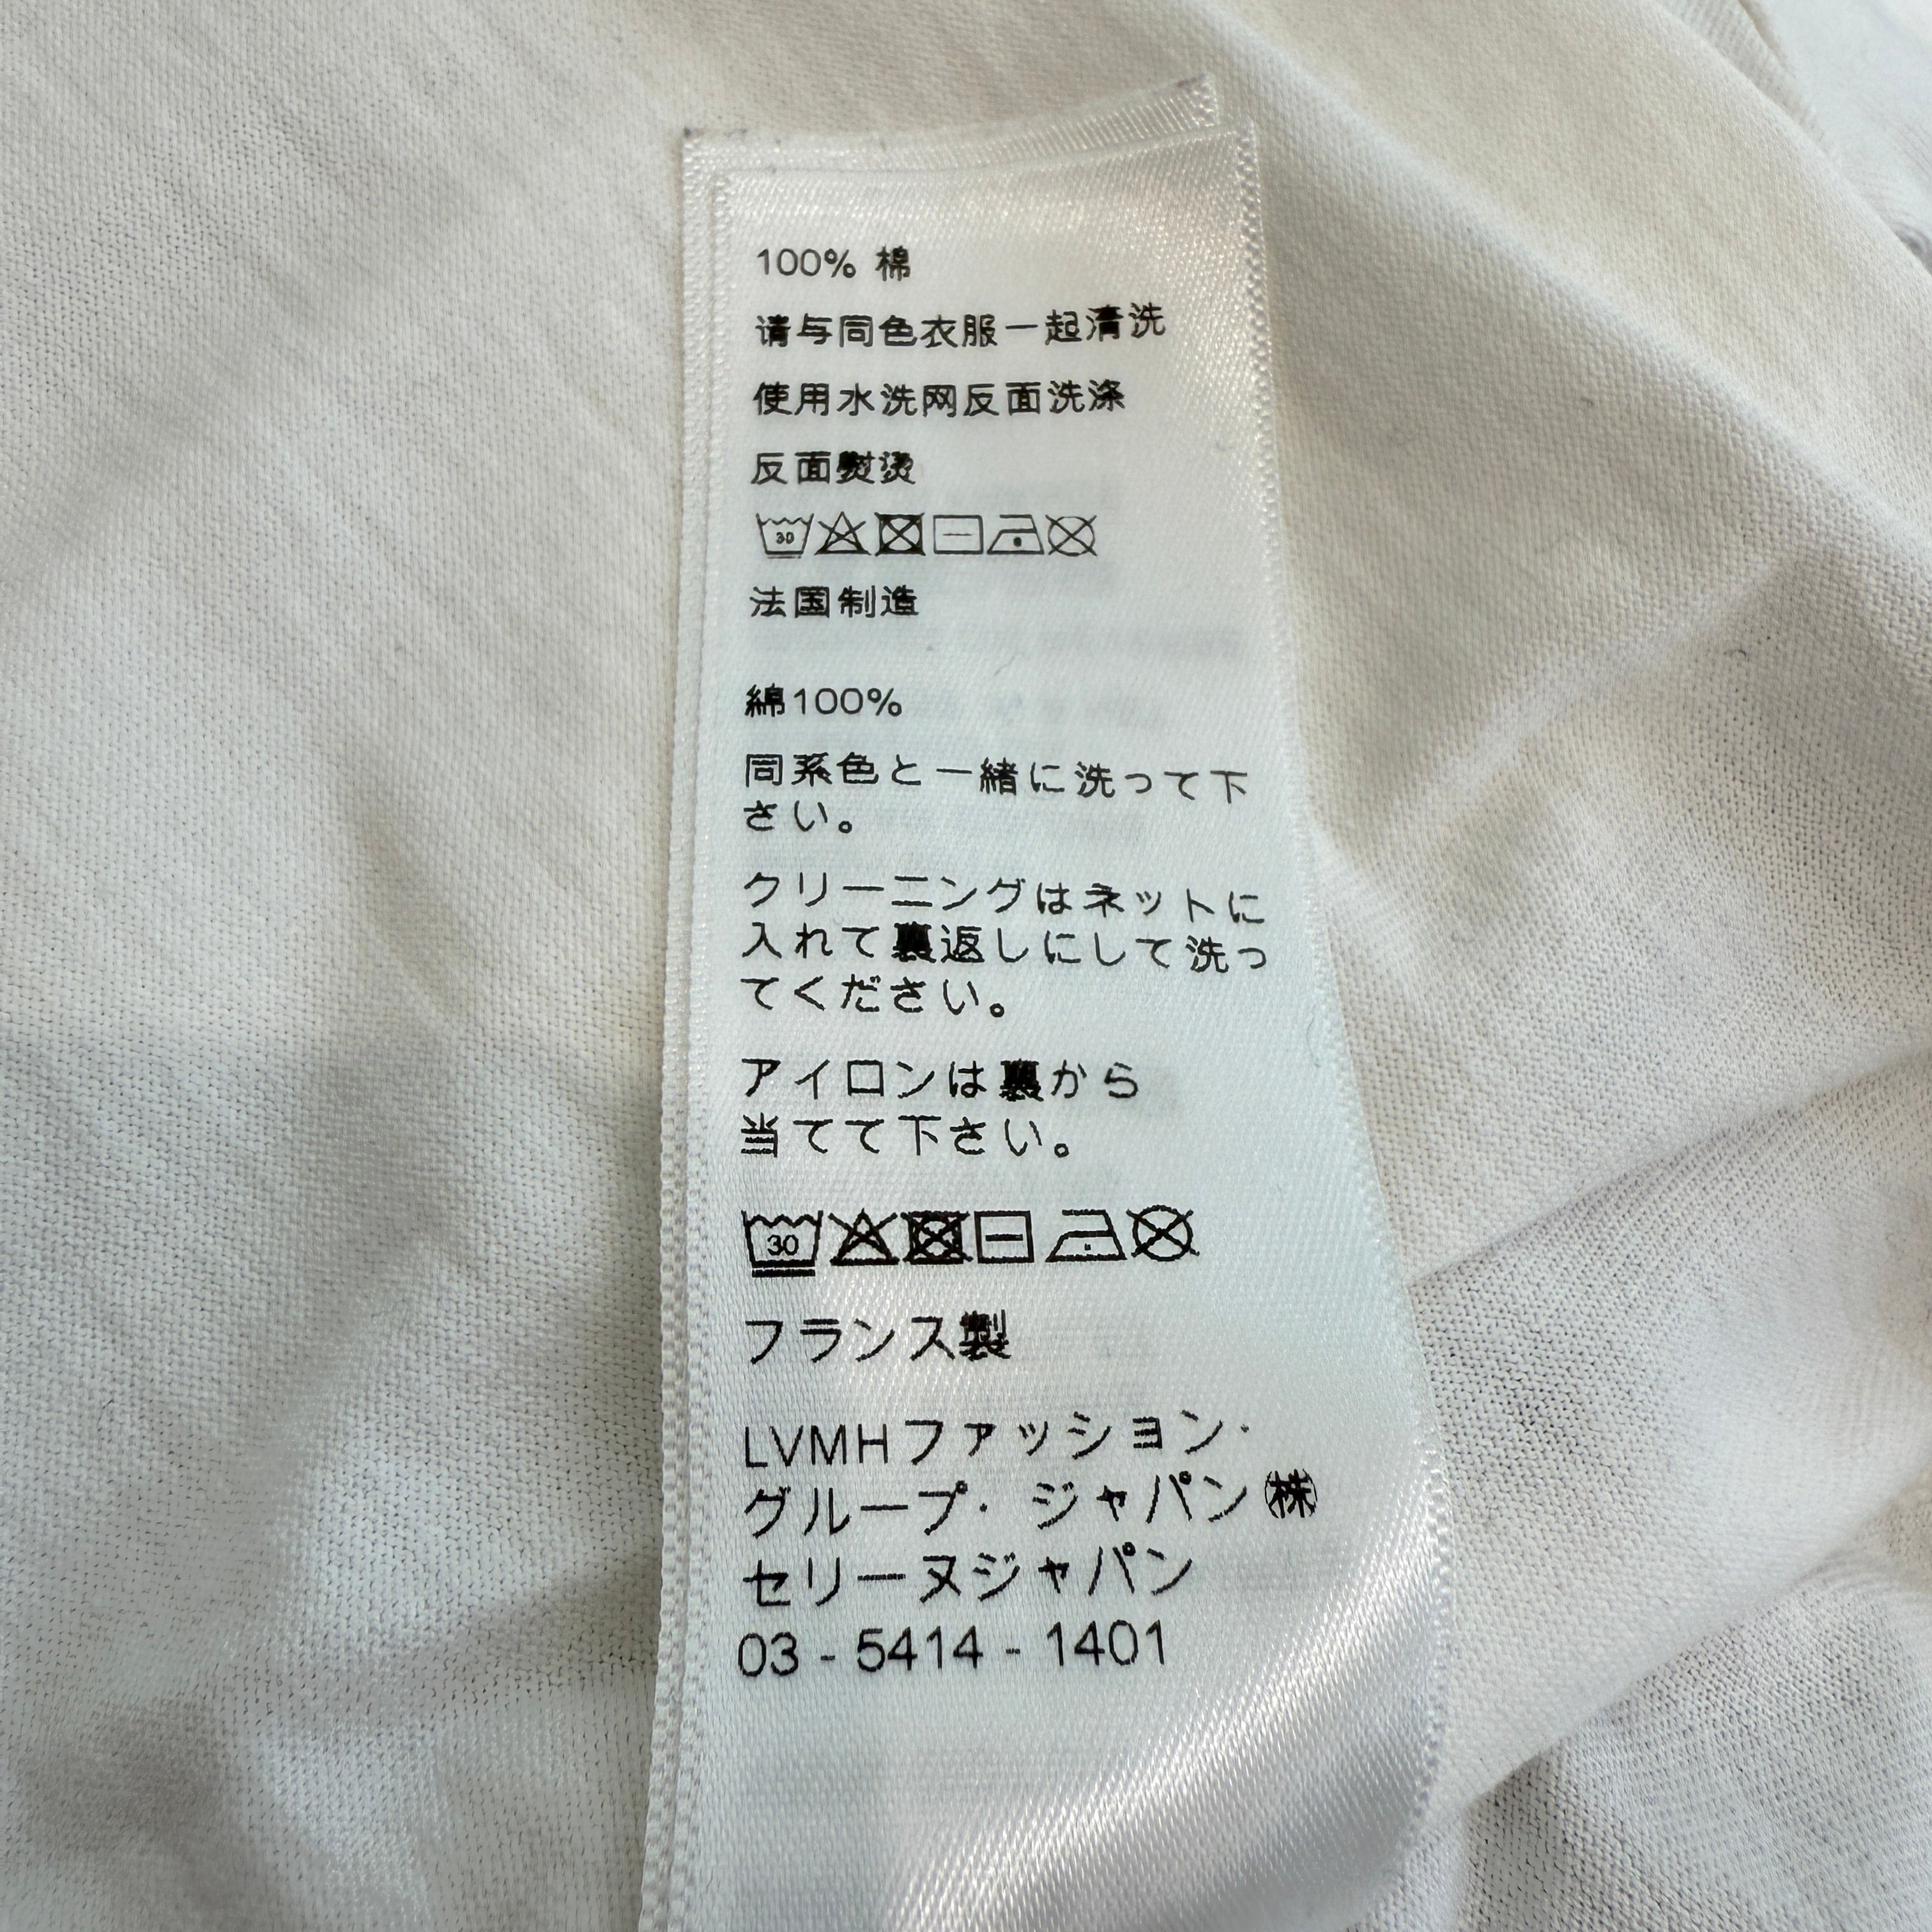 100% 棉
请与同色衣服一起清洗
使用水洗网反面洗涤
反面熨烫
30
法国制造
綿100%
同系色と一緒に洗って下
さい。
クリーニングはネットに
入れて裏返しにして洗っ
てください。
アイロンは裏から
当てて下さい。
30
フランス製
LVMHファッション·
グループ· ジャパン㈱
セリーヌジャパン
03 - 5414 - 1401